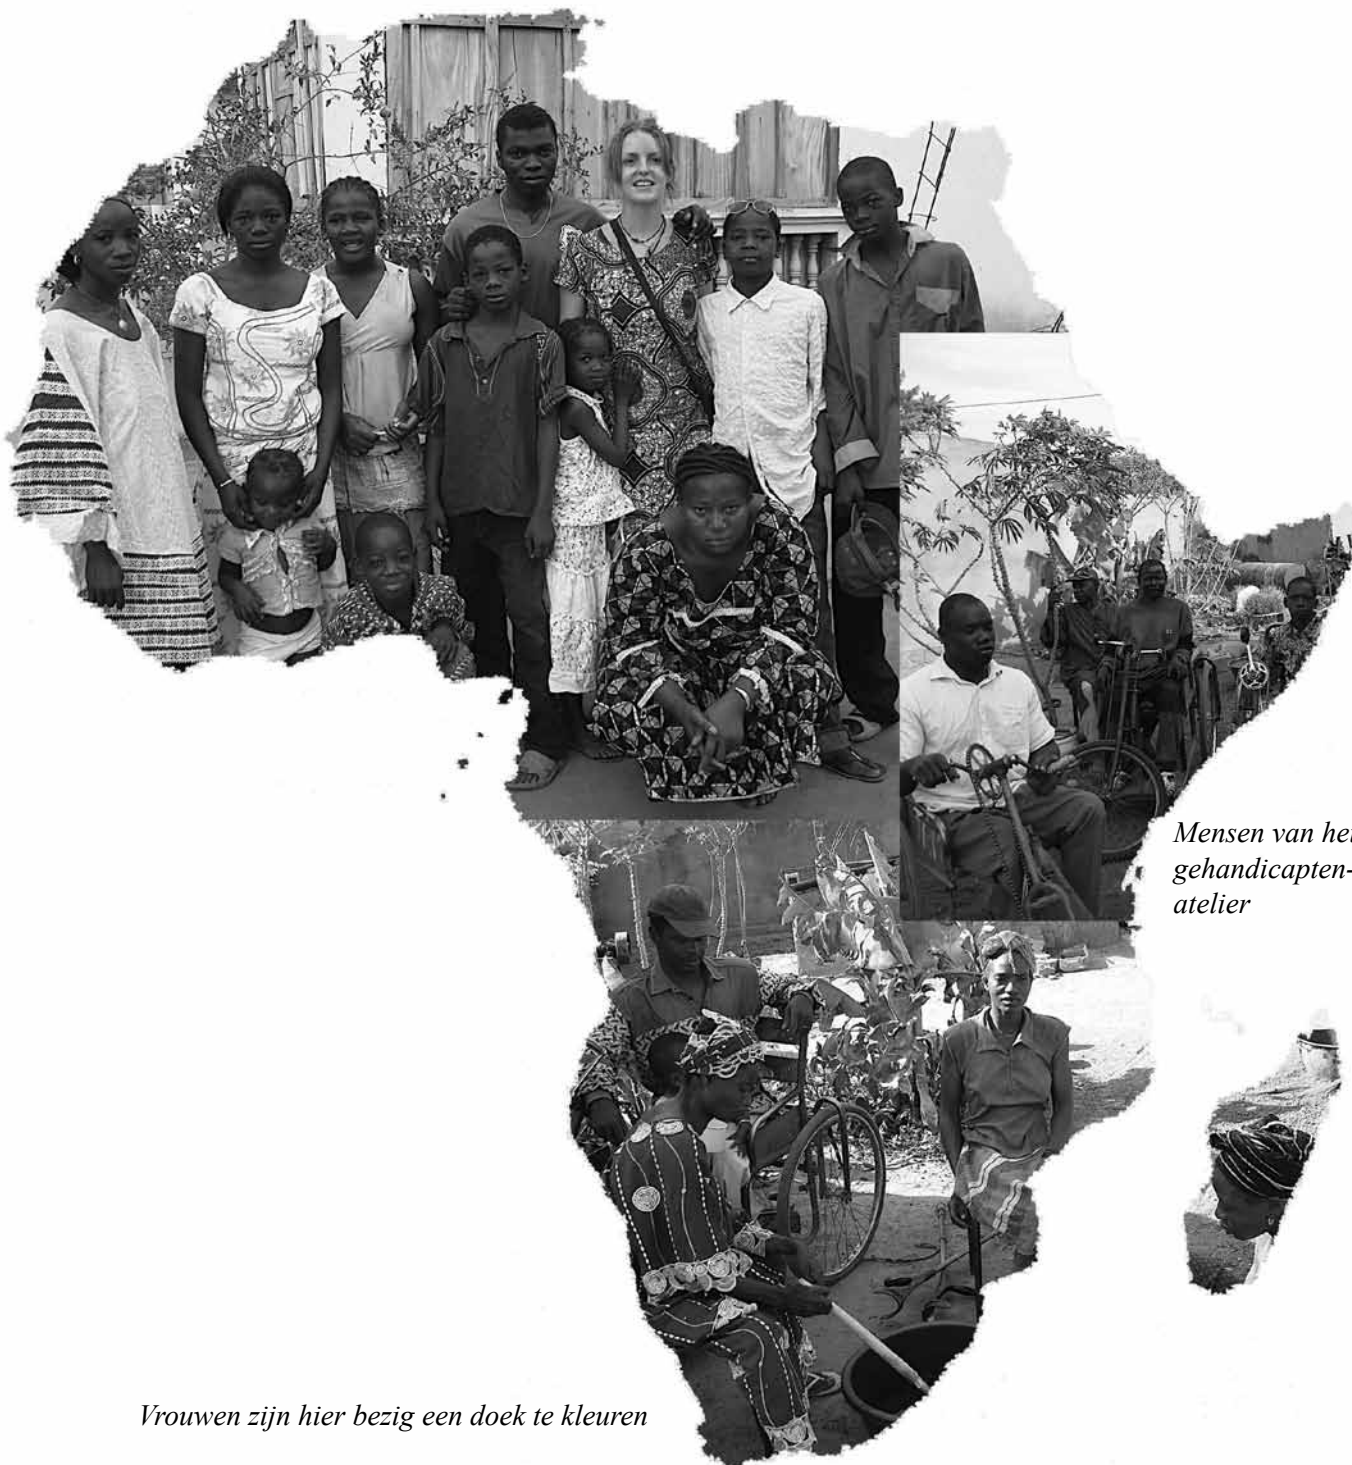 Mensen van het
gehandicapten-
atelier
Vrouwen zijn hier bezig een doek te kleuren